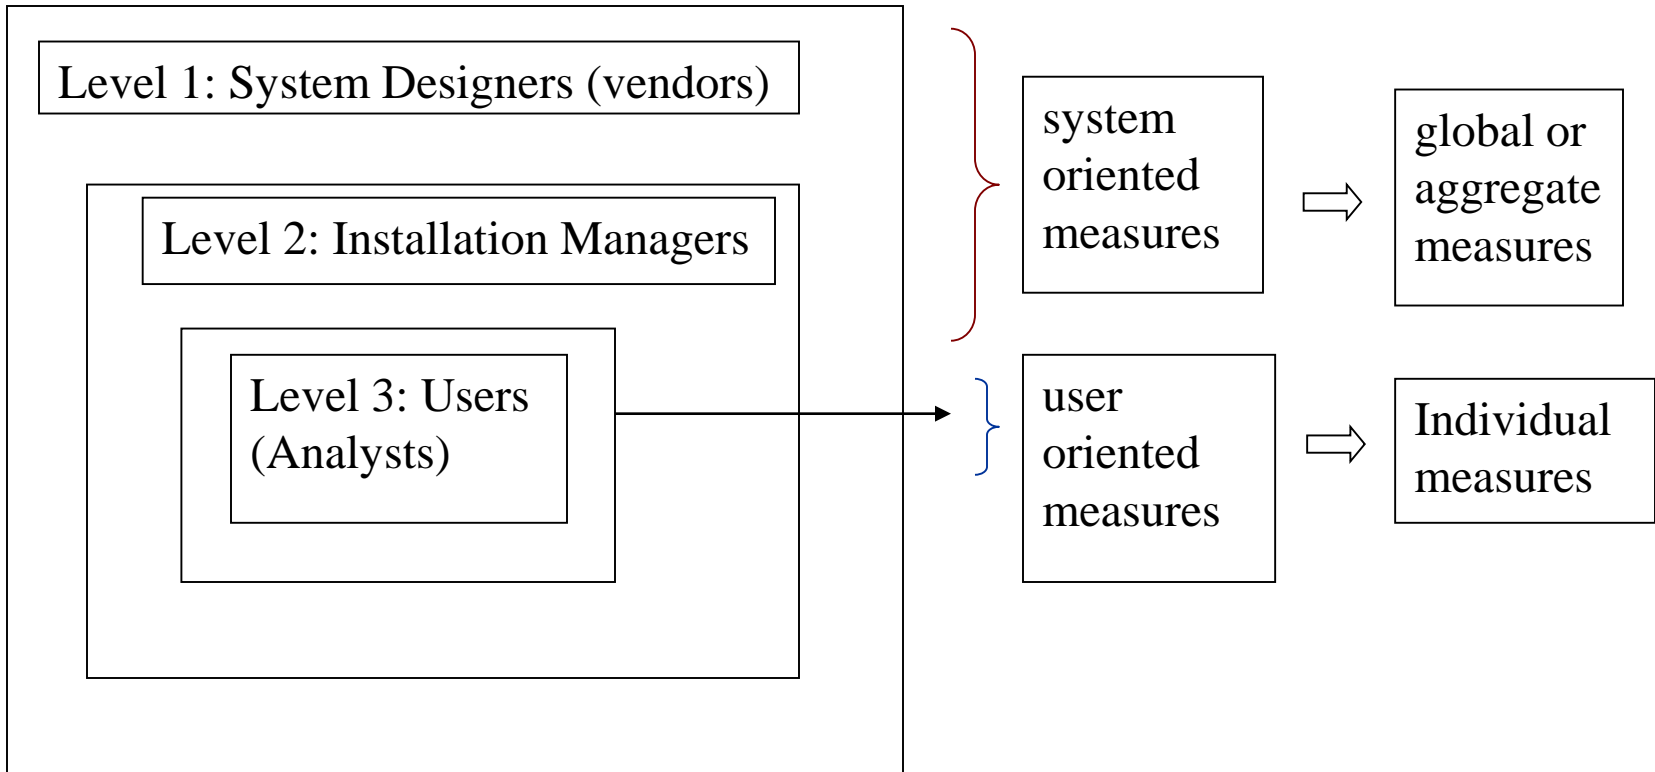 Level 1: System Designers (vendors)
Level 2: Installation Managers
Level 3: Users
(Analysts)
system
oriented
measures
global or
aggregate
measures
user
oriented
measures
Individual
measures